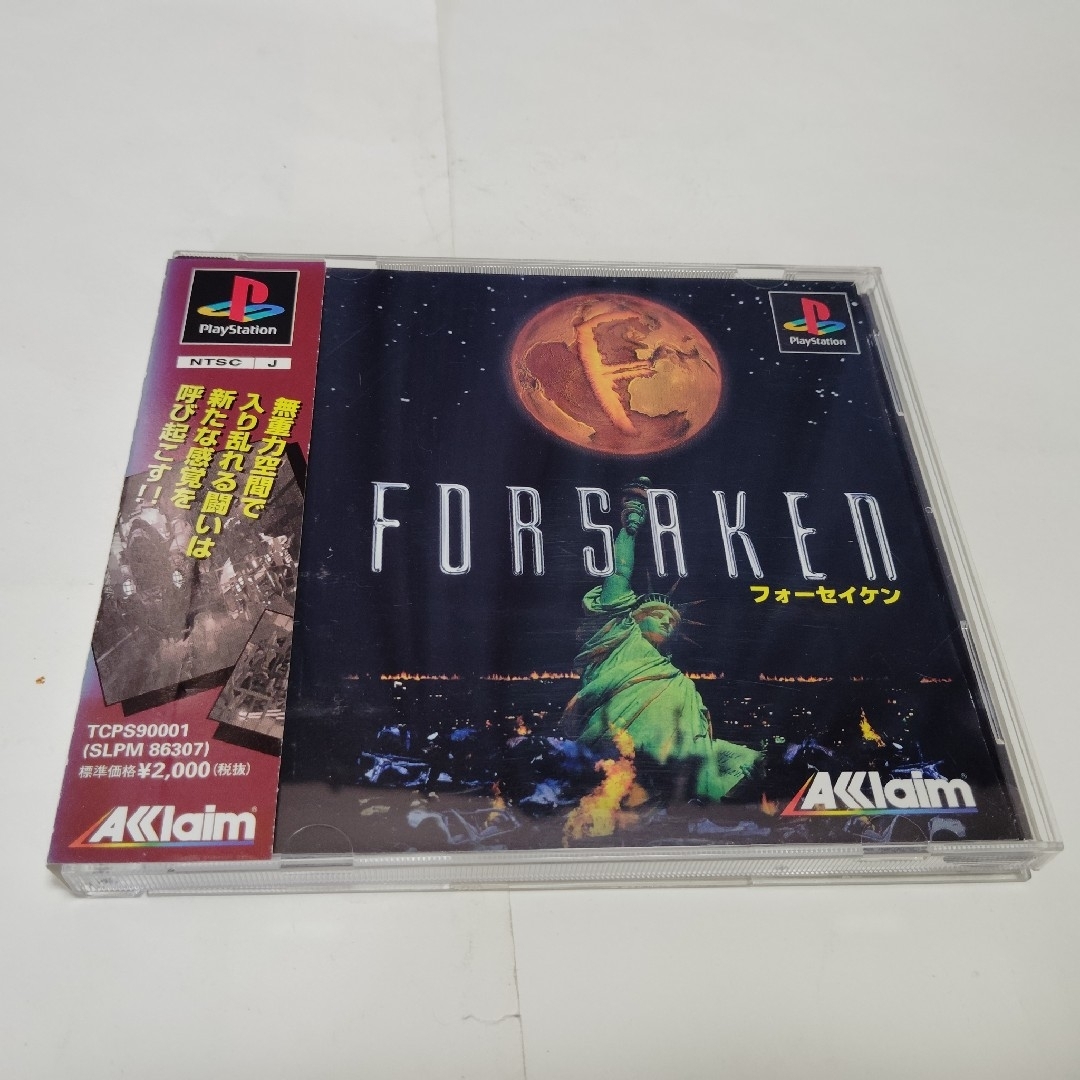 PlayStation
NTSC J
無重力空間で
入り乱れる闘いは
新たな感覚を
呼び起こす!!
TCPS90001
(SLPM 86307)
標準価格¥2,000(税抜)
Acclaim®
PlayStation
FORSAKEN
フォーセイケン
Acclaim®